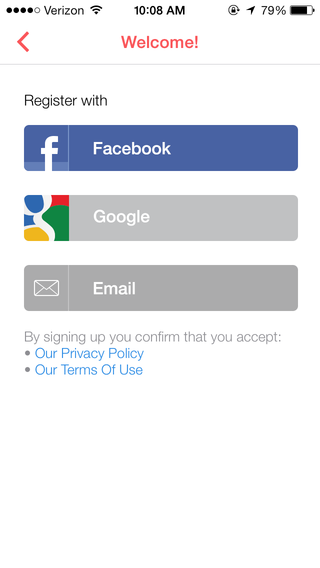 Verizon 10:08 AM 79%
Welcome!
Register with
f Facebook
g Google
Email
By signing up you confirm that you accept:
• Our Privacy Policy
• Our Terms Of Use